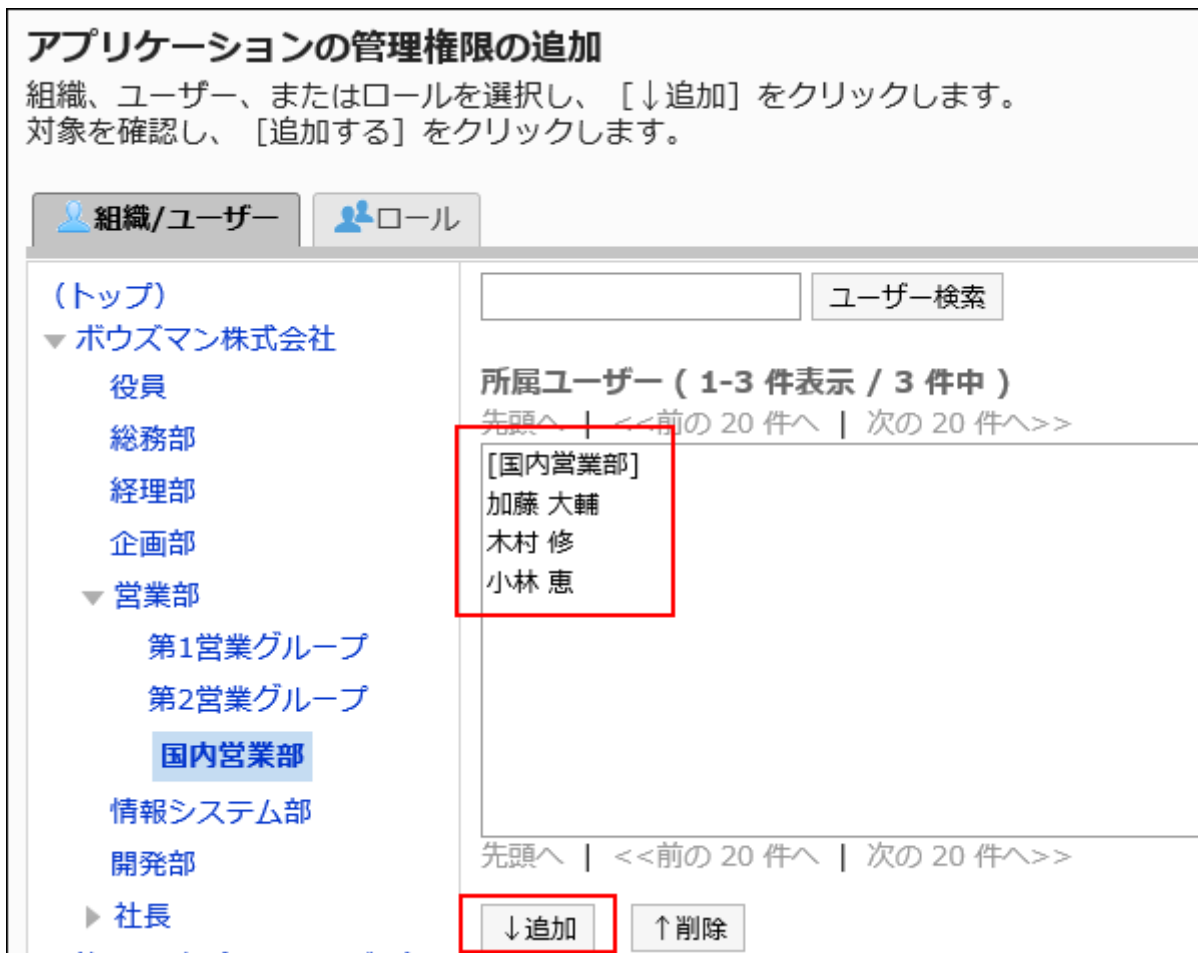 アプリケーションの管理権限の追加
組織、ユーザー、またはロールを選択し、 [↓追加] をクリックします。
対象を確認し、 [追加する] をクリックします。
組織/ユーザー
ロール
(トップ)
ボウズマン株式会社
役員
総務部
経理部
企画部
営業部
第1営業グループ
第2営業グループ
国内営業部
情報システム部
開発部
社長
ユーザー検索
所属ユーザー ( 1-3 件表示 / 3 件中 )
先頭へ | <<前の 20 件へ | 次の 20 件へ>>
[国内営業部]
加藤 大輔
木村 修
小林 恵
先頭へ | <<前の 20 件へ | 次の 20 件へ>>
↓追加
↑削除